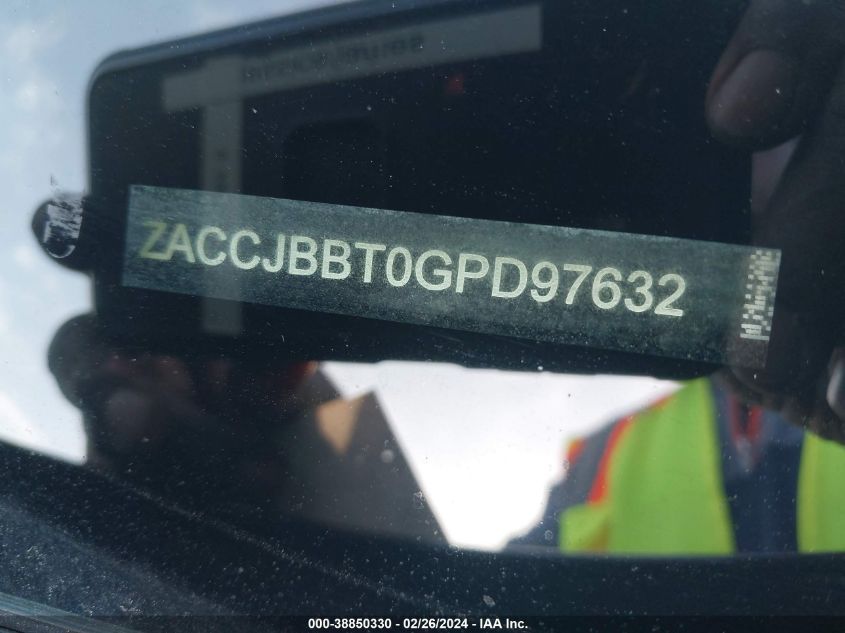 ZACCJBBT0GPD97632
000-38850330 - 02/26/2024 - IAA, Inc.